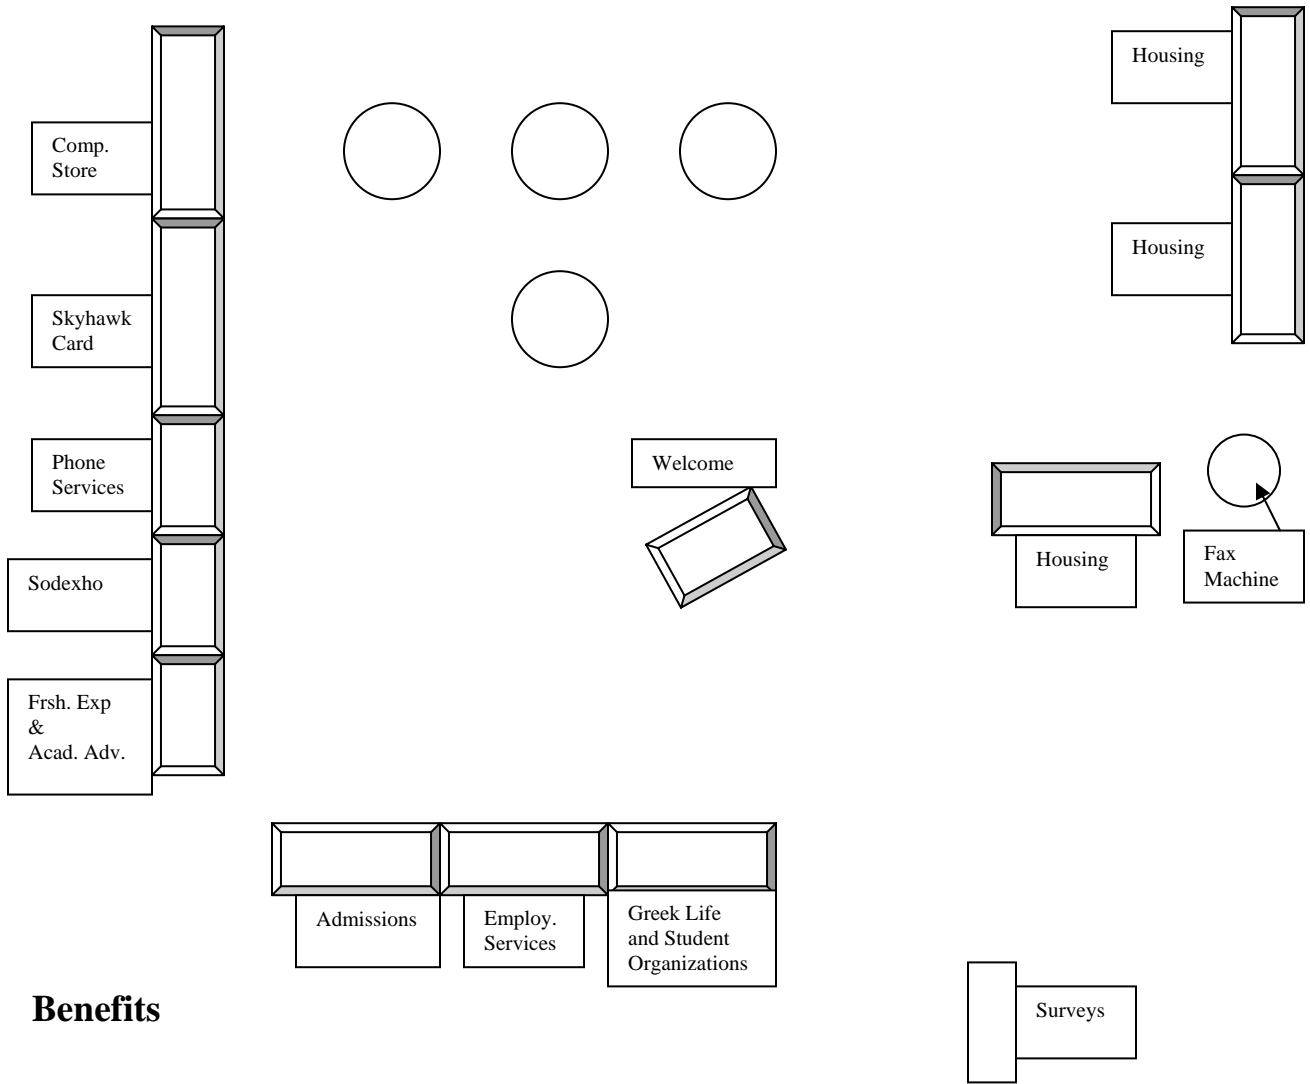 Housing
Comp.
Store
Housing
Skyhawk
Card
Phone
Services
Welcome
Housing
Fax
Machine
Sodexho
Frsh. Exp
&
Acad. Adv.
Admissions
Employ.
Services
Greek Life
and Student
Organizations
Benefits
Surveys